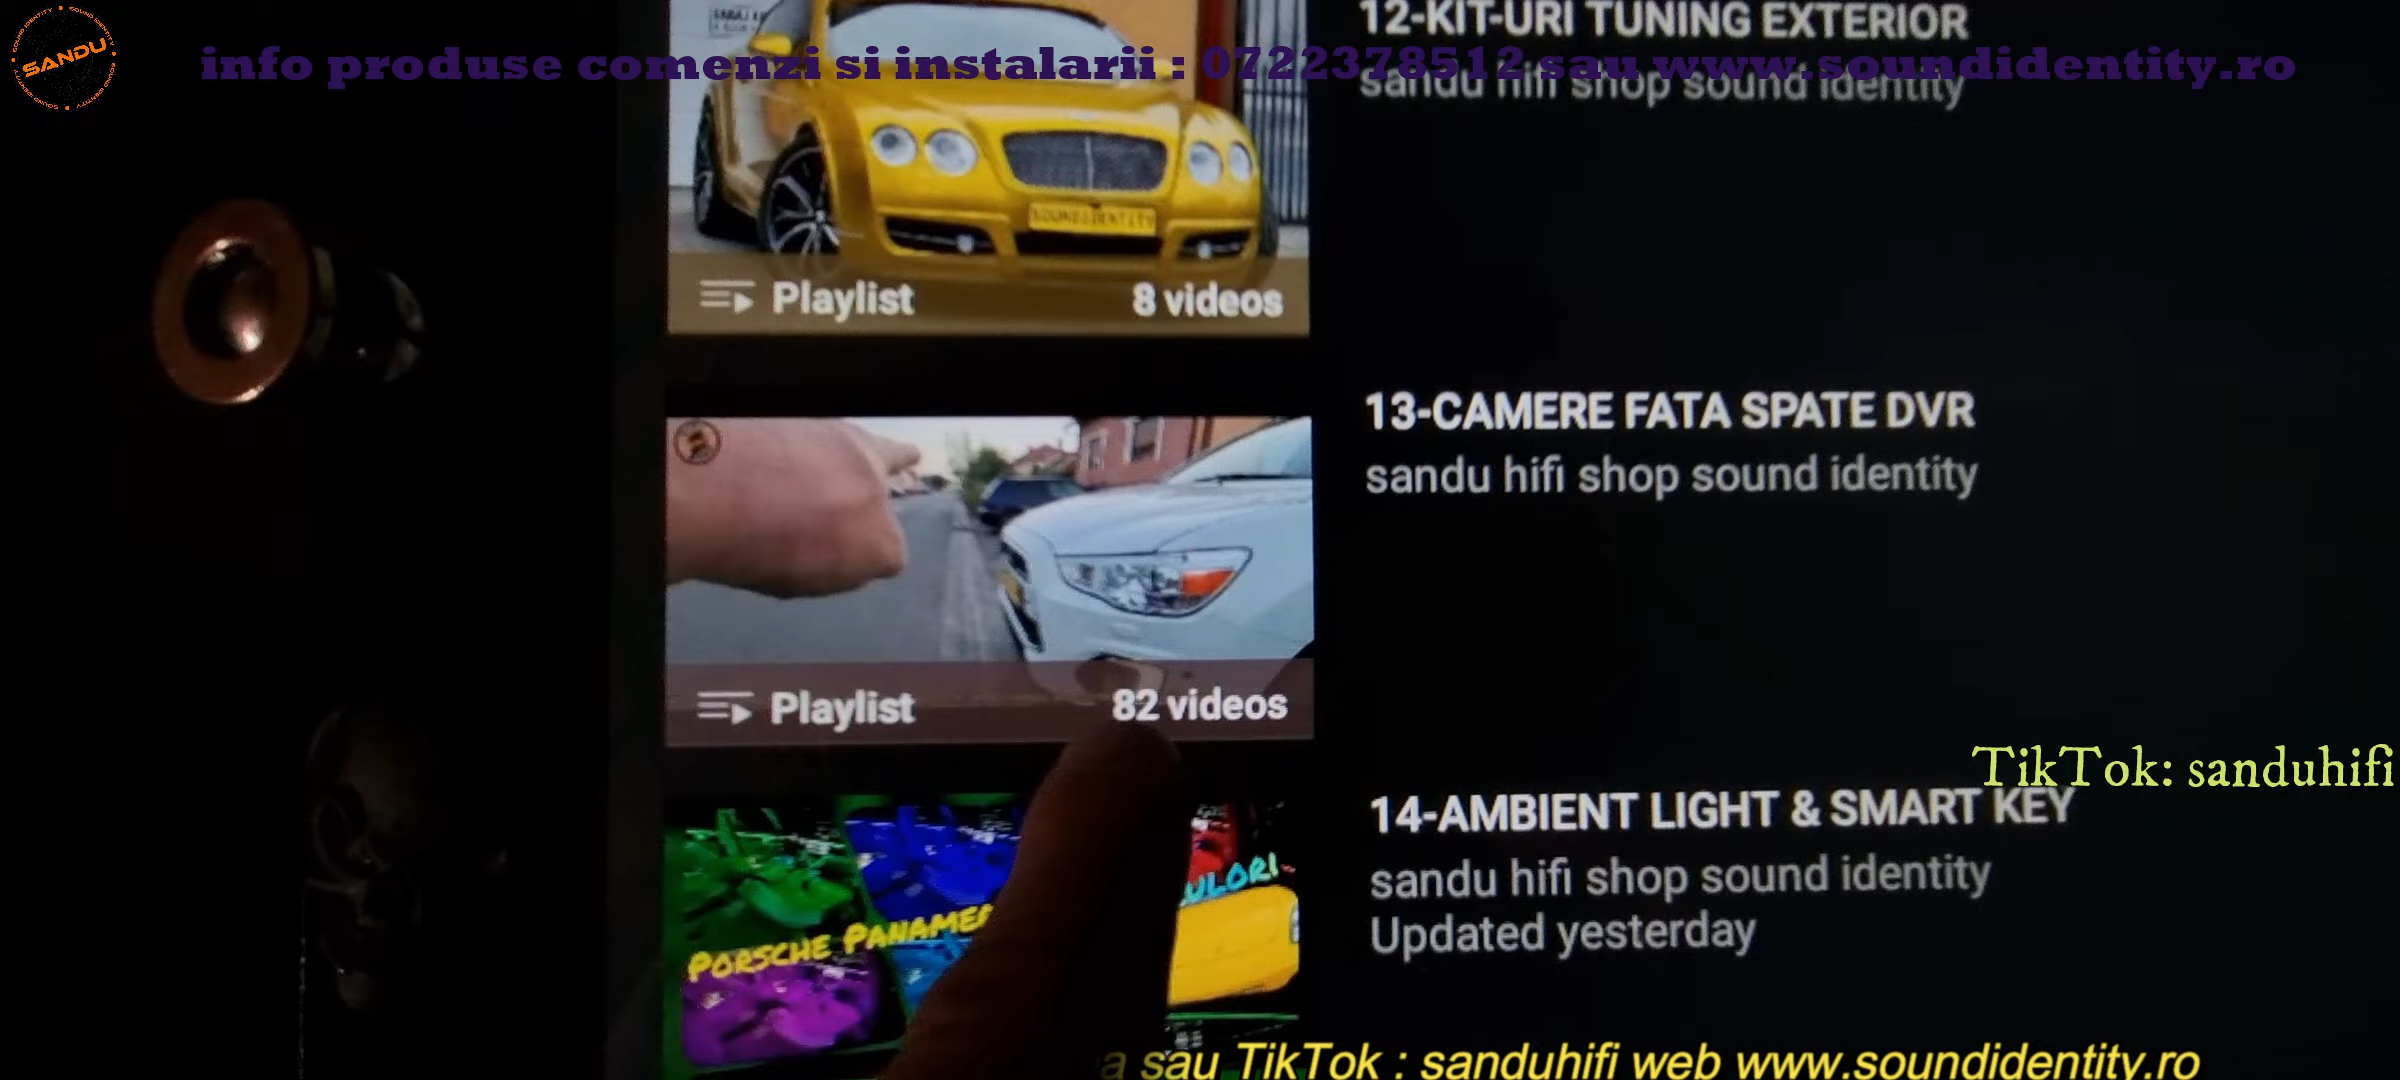 SANDU
12-KIT-URI TUNING EXTERIOR
info produse comenzi si instalarii : 0722378512 sau www.soundidentity.ro
sandu hifi shop sound identity
SOUNDIDENTITY
Playlist 8 videos
13-CAMERE FATA SPATE DVR
sandu hifi shop sound identity
Playlist 82 videos
TikTok: sanduhifi
14-AMBIENT LIGHT & SMART KEY
sandu hifi shop sound identity
Updated yesterday
PORSCHE
a sau TikTok : sanduhifi web www.soundidentity.ro